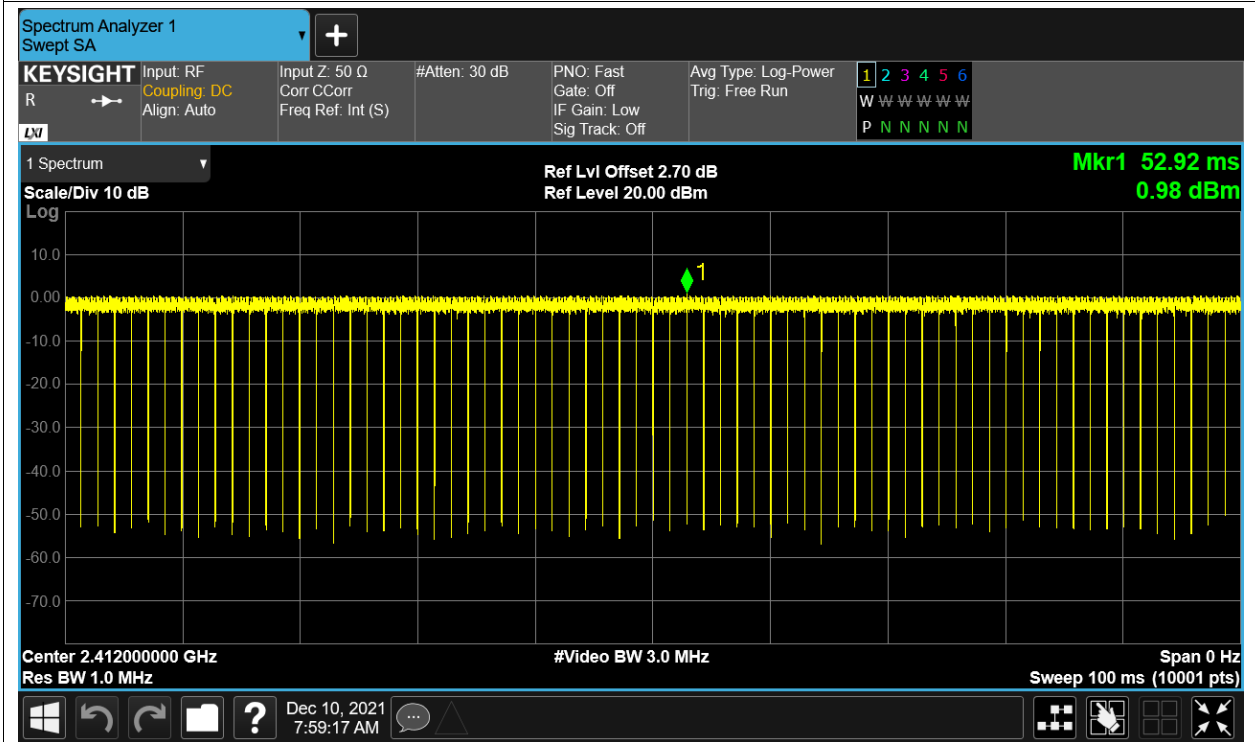 Spectrum Analyzer 1
Swept SA
+
KEYSIGHT
R
LXI
Input: RF
Coupling: DC
Align: Auto
Input Z: 50 Ω
Corr CCorr
Freq Ref: Int (S)
#Atten: 30 dB
PNO: Fast
Gate: Off
IF Gain: Low
Sig Track: Off
Avg Type: Log-Power
Trig: Free Run
1 2 3 4 5 6
W W W W W W
P N N N N N
1 Spectrum
Scale/Div 10 dB
Log
Ref Lvl Offset 2.70 dB
Ref Level 20.00 dBm
Mkr1 52.92 ms
0.98 dBm
1
10.0
0.00
-10.0
-20.0
-30.0
-40.0
-50.0
-60.0
-70.0
Center 2.412000000 GHz
Res BW 1.0 MHz
#Video BW 3.0 MHz
Span 0 Hz
Sweep 100 ms (10001 pts)
?
Dec 10, 2021
7:59:17 AM